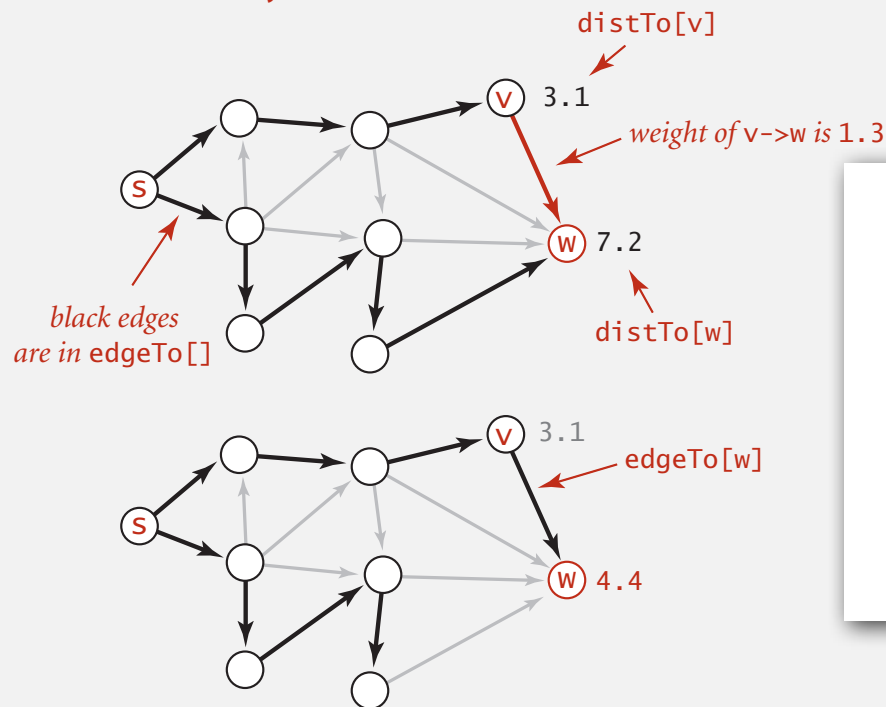 distTo[v]
v 3.1
weight of v->w is 1.3
s
w 7.2
black edges
are in edgeTo[]
distTo[w]
v 3.1
edgeTo[w]
s
w 4.4